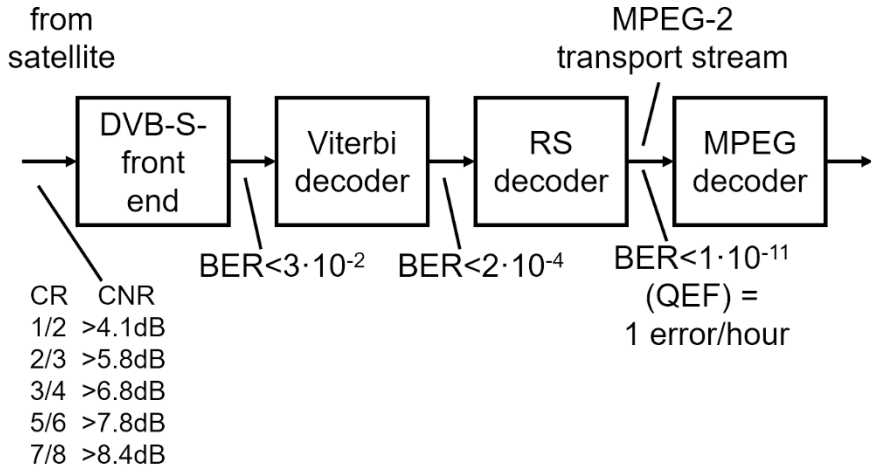 from
satellite
MPEG-2
transport stream
DVB-S-
front
end
Viterbi
decoder
RS
decoder
MPEG
decoder
BER<3·10⁻²
BER<2·10⁻⁴
BER<1·10⁻¹¹
(QEF) =
1 error/hour
CR CNR
1/2 >4.1dB
2/3 >5.8dB
3/4 >6.8dB
5/6 >7.8dB
7/8 >8.4dB